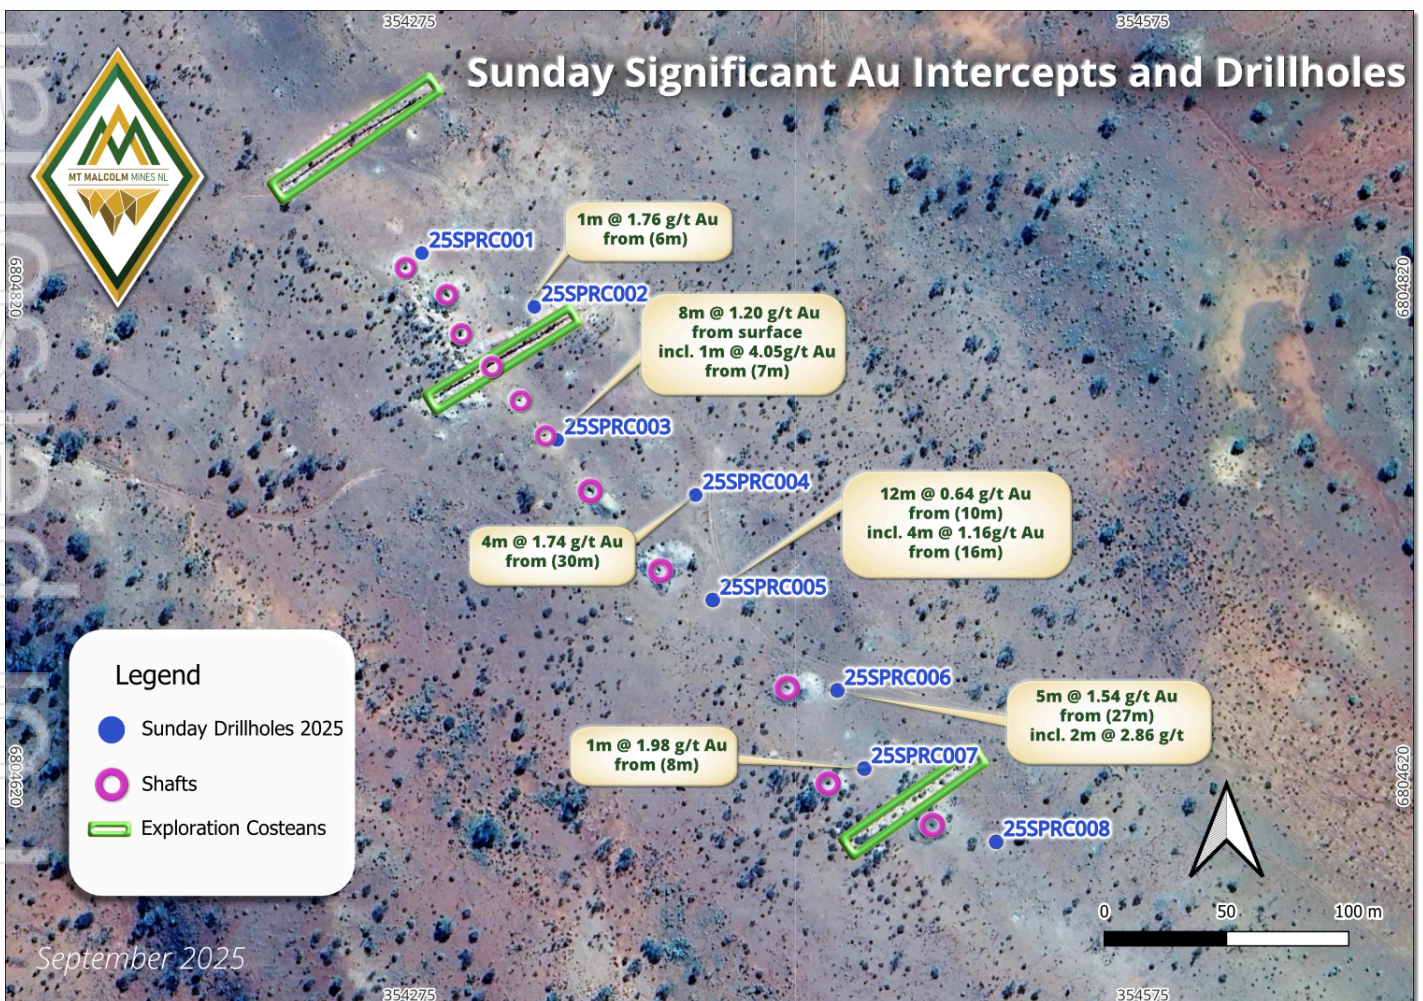 354275
354575
Sunday Significant Au Intercepts and Drillholes
MT MALCOLM MINES NL
1m @ 1.76 g/t Au
from (6m)
25SPRC001
6804820
6804820
25SPRC002
8m @ 1.20 g/t Au
from surface
incl. 1m @ 4.05g/t Au
from (7m)
25SPRC003
25SPRC004
12m @ 0.64 g/t Au
from (10m)
incl. 4m @ 1.16g/t Au
from (16m)
4m @ 1.74 g/t Au
from (30m)
25SPRC005
25SPRC006
5m @ 1.54 g/t Au
from (27m)
incl. 2m @ 2.86 g/t
1m @ 1.98 g/t Au
from (8m)
25SPRC007
6804620
6804620
25SPRC008
Legend
Sunday Drillholes 2025
Shafts
Exploration Costeans
0 50 100 m
September 2025
354275
354575